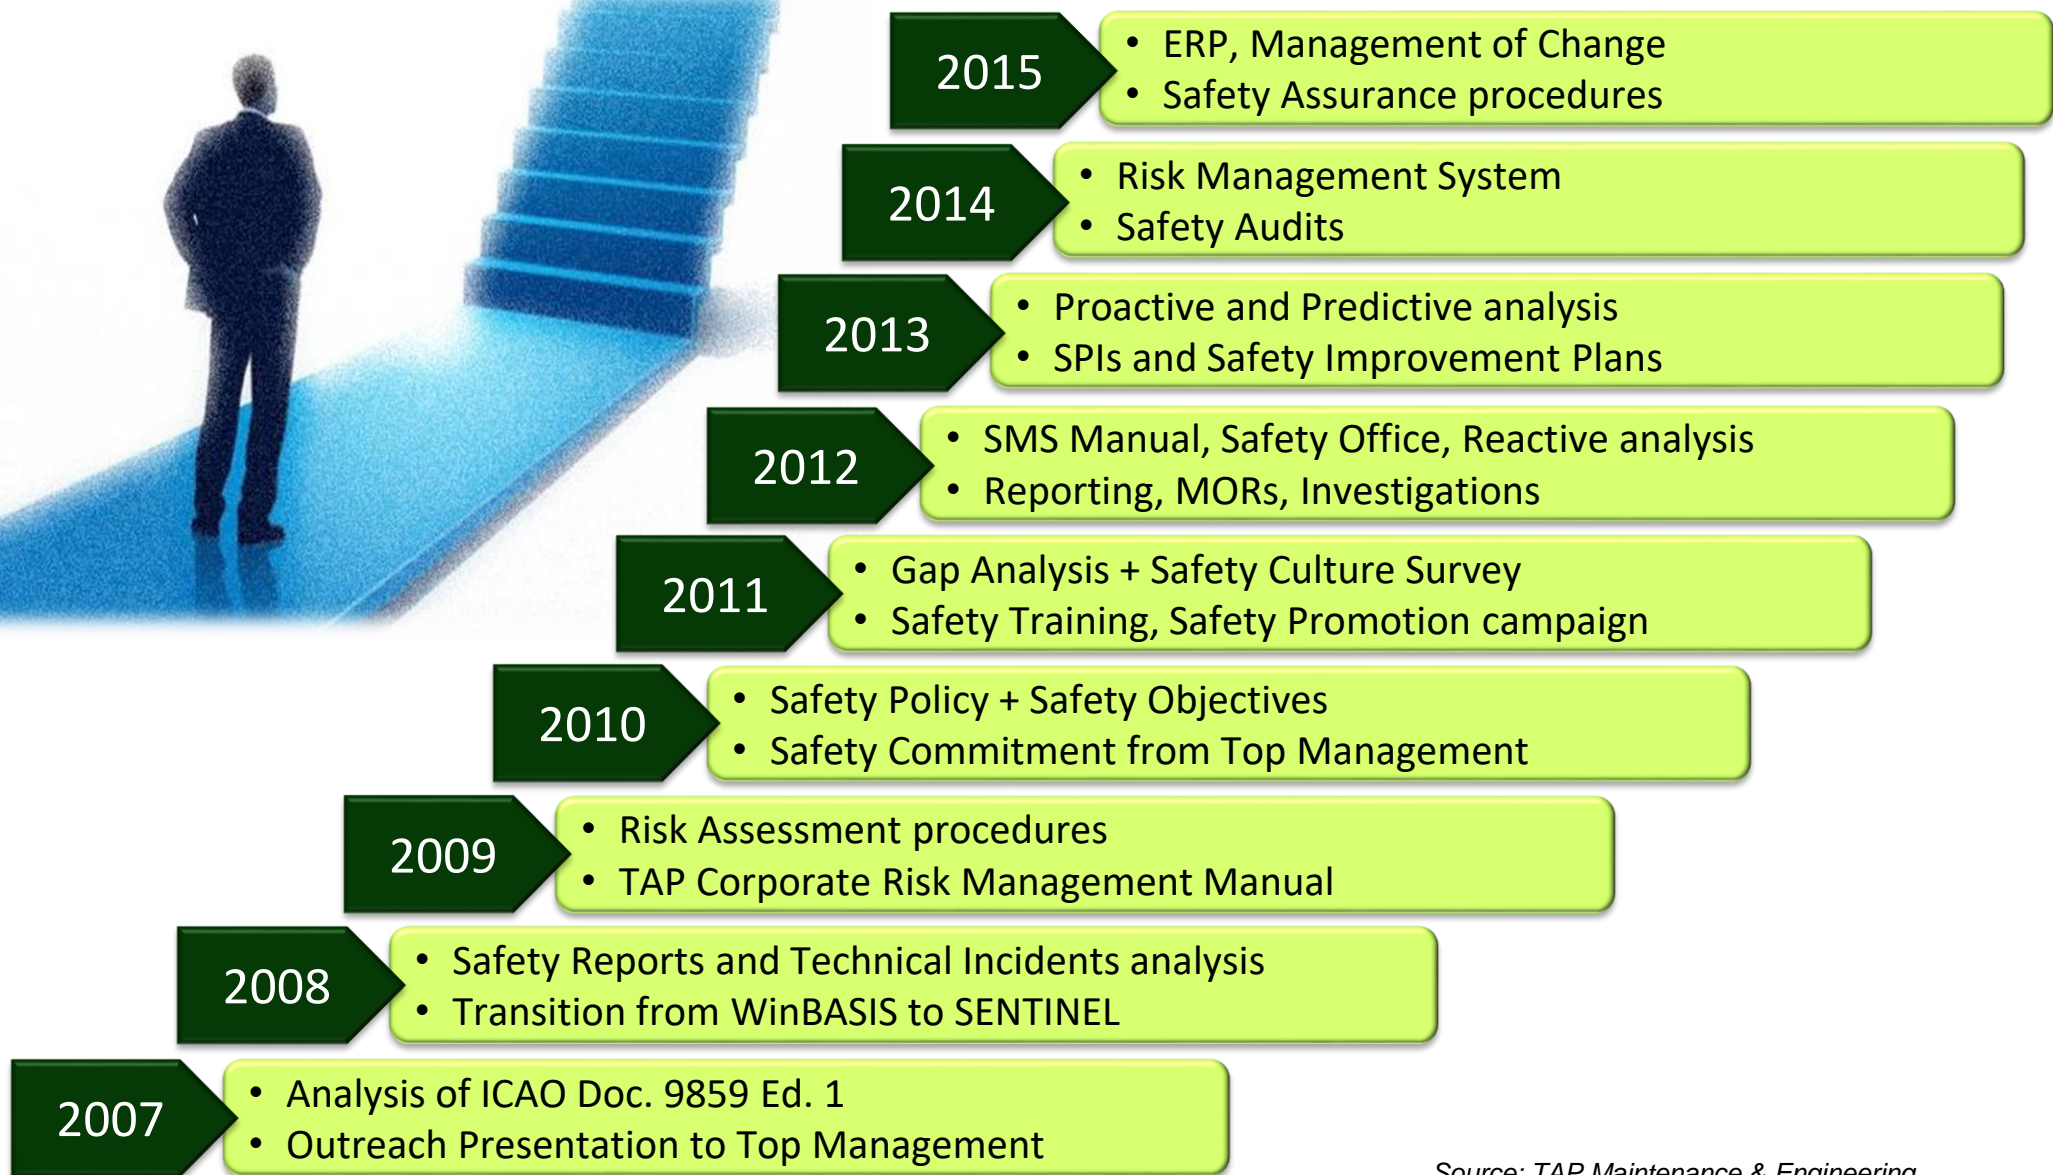 2015
• ERP, Management of Change
• Safety Assurance procedures
2014
• Risk Management System
• Safety Audits
2013
• Proactive and Predictive analysis
• SPIs and Safety Improvement Plans
2012
• SMS Manual, Safety Office, Reactive analysis
• Reporting, MORs, Investigations
2011
• Gap Analysis + Safety Culture Survey
• Safety Training, Safety Promotion campaign
2010
• Safety Policy + Safety Objectives
• Safety Commitment from Top Management
2009
• Risk Assessment procedures
• TAP Corporate Risk Management Manual
2008
• Safety Reports and Technical Incidents analysis
• Transition from WinBASIS to SENTINEL
2007
• Analysis of ICAO Doc. 9859 Ed. 1
• Outreach Presentation to Top Management
Source: TAP Maintenance & Engineering